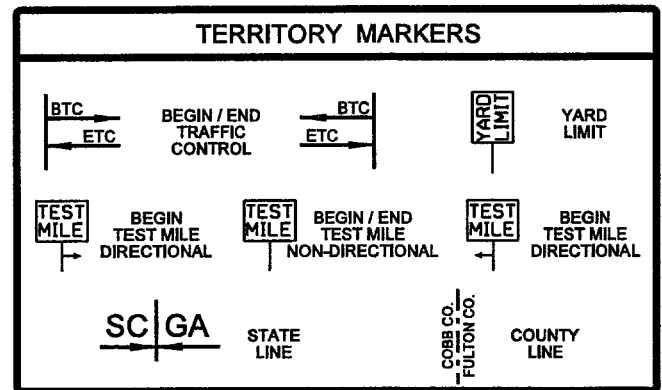 TERRITORY MARKERS
BTC
ETC
BEGIN / END
TRAFFIC
CONTROL
BTC
ETC
YARD
LIMIT
YARD
LIMIT
TEST
MILE
BEGIN
TEST MILE
DIRECTIONAL
TEST
MILE
BEGIN / END
TEST MILE
NON-DIRECTIONAL
TEST
MILE
BEGIN
TEST MILE
DIRECTIONAL
SC GA
STATE
LINE
COBB CO.
FULTON CO.
COUNTY
LINE